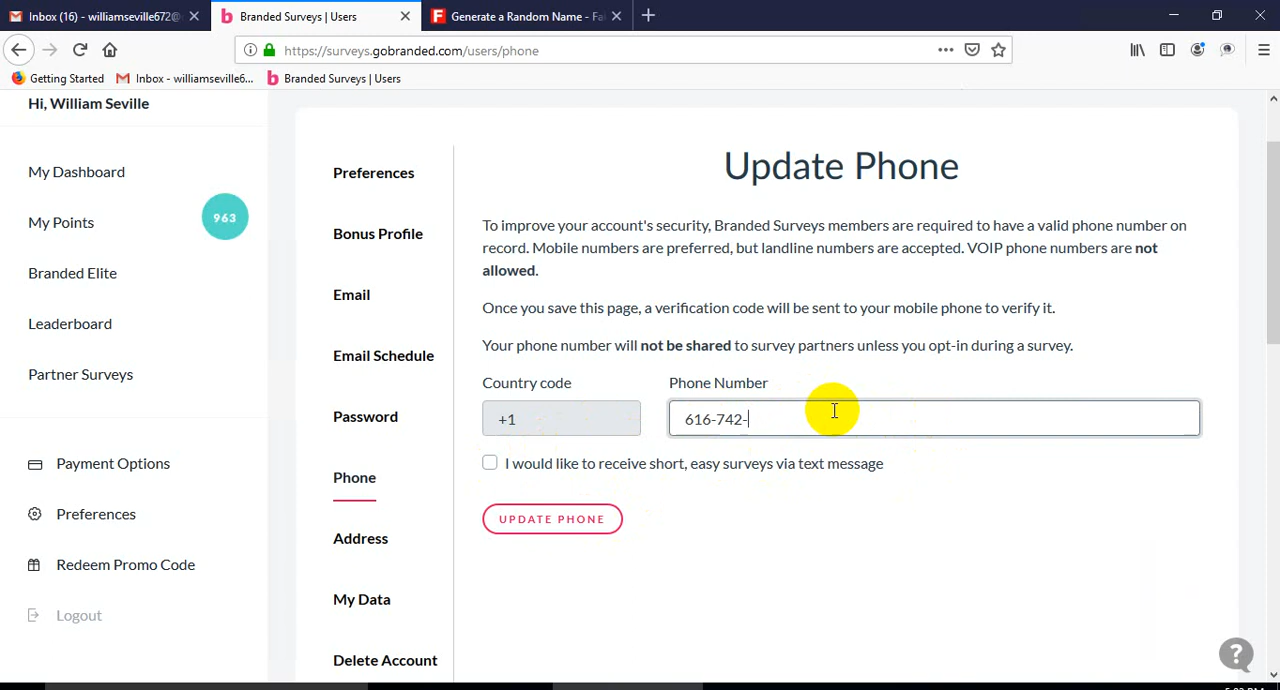 Inbox (16) - williamseville672@
Branded Surveys | Users
Generate a Random Name - Fa
https://surveys.gobranded.com/users/phone
Getting Started
Inbox - williamseville6...
Branded Surveys | Users
Hi, William Seville
My Dashboard
My Points
963
Branded Elite
Leaderboard
Partner Surveys
Payment Options
Preferences
Redeem Promo Code
Logout
Preferences
Bonus Profile
Email
Email Schedule
Password
Phone
Address
My Data
Delete Account
Update Phone
To improve your account's security, Branded Surveys members are required to have a valid phone number on
record. Mobile numbers are preferred, but landline numbers are accepted. VOIP phone numbers are not
allowed.
Once you save this page, a verification code will be sent to your mobile phone to verify it.
Your phone number will not be shared to survey partners unless you opt-in during a survey.
Country code
Phone Number
+1
616-742-
I would like to receive short, easy surveys via text message
UPDATE PHONE
?